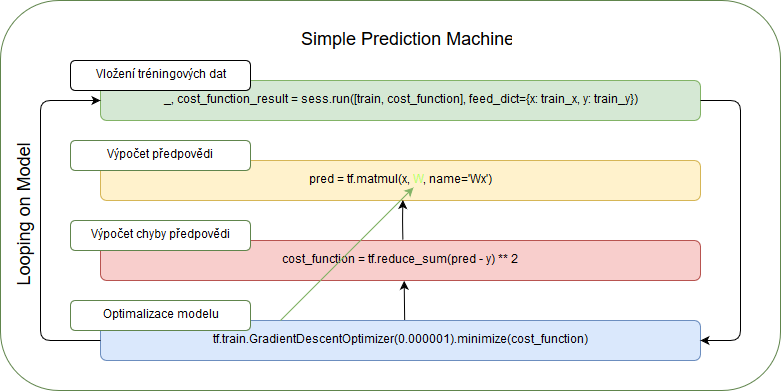 Simple Prediction Machine
Vložení tréningových dat
_, cost_function_result = sess.run([train, cost_function], feed_dict={x: train_x, y: train_y})
Výpočet předpovědi
pred = tf.matmul(x, W, name='Wx')
Výpočet chyby předpovědi
cost_function = tf.reduce_sum(pred - y) ** 2
Optimalizace modelu
tf.train.GradientDescentOptimizer(0.000001).minimize(cost_function)
Looping on Model